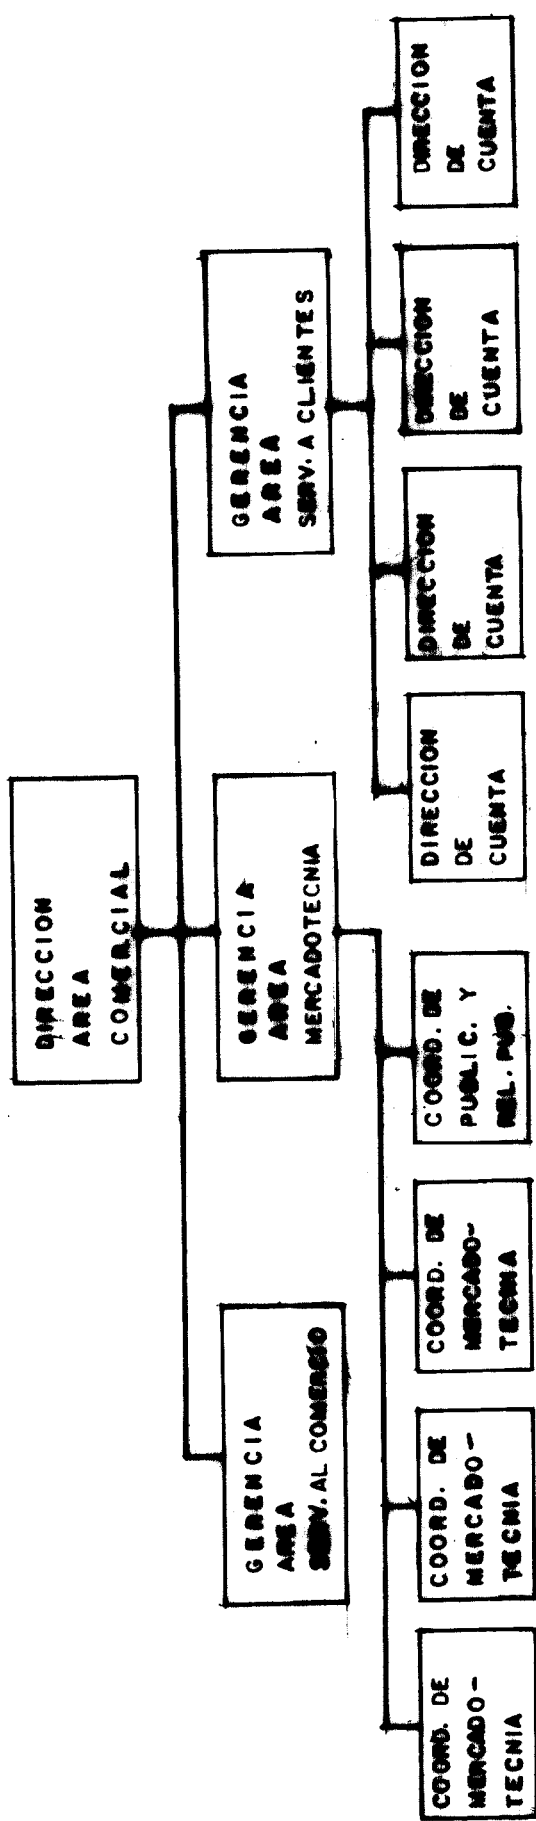 DIRECCION
AREA
COMERCIAL
GERENCIA
AREA
SERV. AL COMERCIO
GERENCIA
AREA
MERCADOTECNIA
GERENCIA
AREA
SERV. A CLIENTES
COORD. DE
MERCADO-
TECNIA
COORD. DE
MERCADO-
TECNIA
COORD. DE
MERCADO-
TECNIA
COORD. DE
PUBLIC. Y
REL. PUB.
DIRECCION
DE
CUENTA
DIRECCION
DE
CUENTA
DIRECCION
DE
CUENTA
DIRECCION
DE
CUENTA